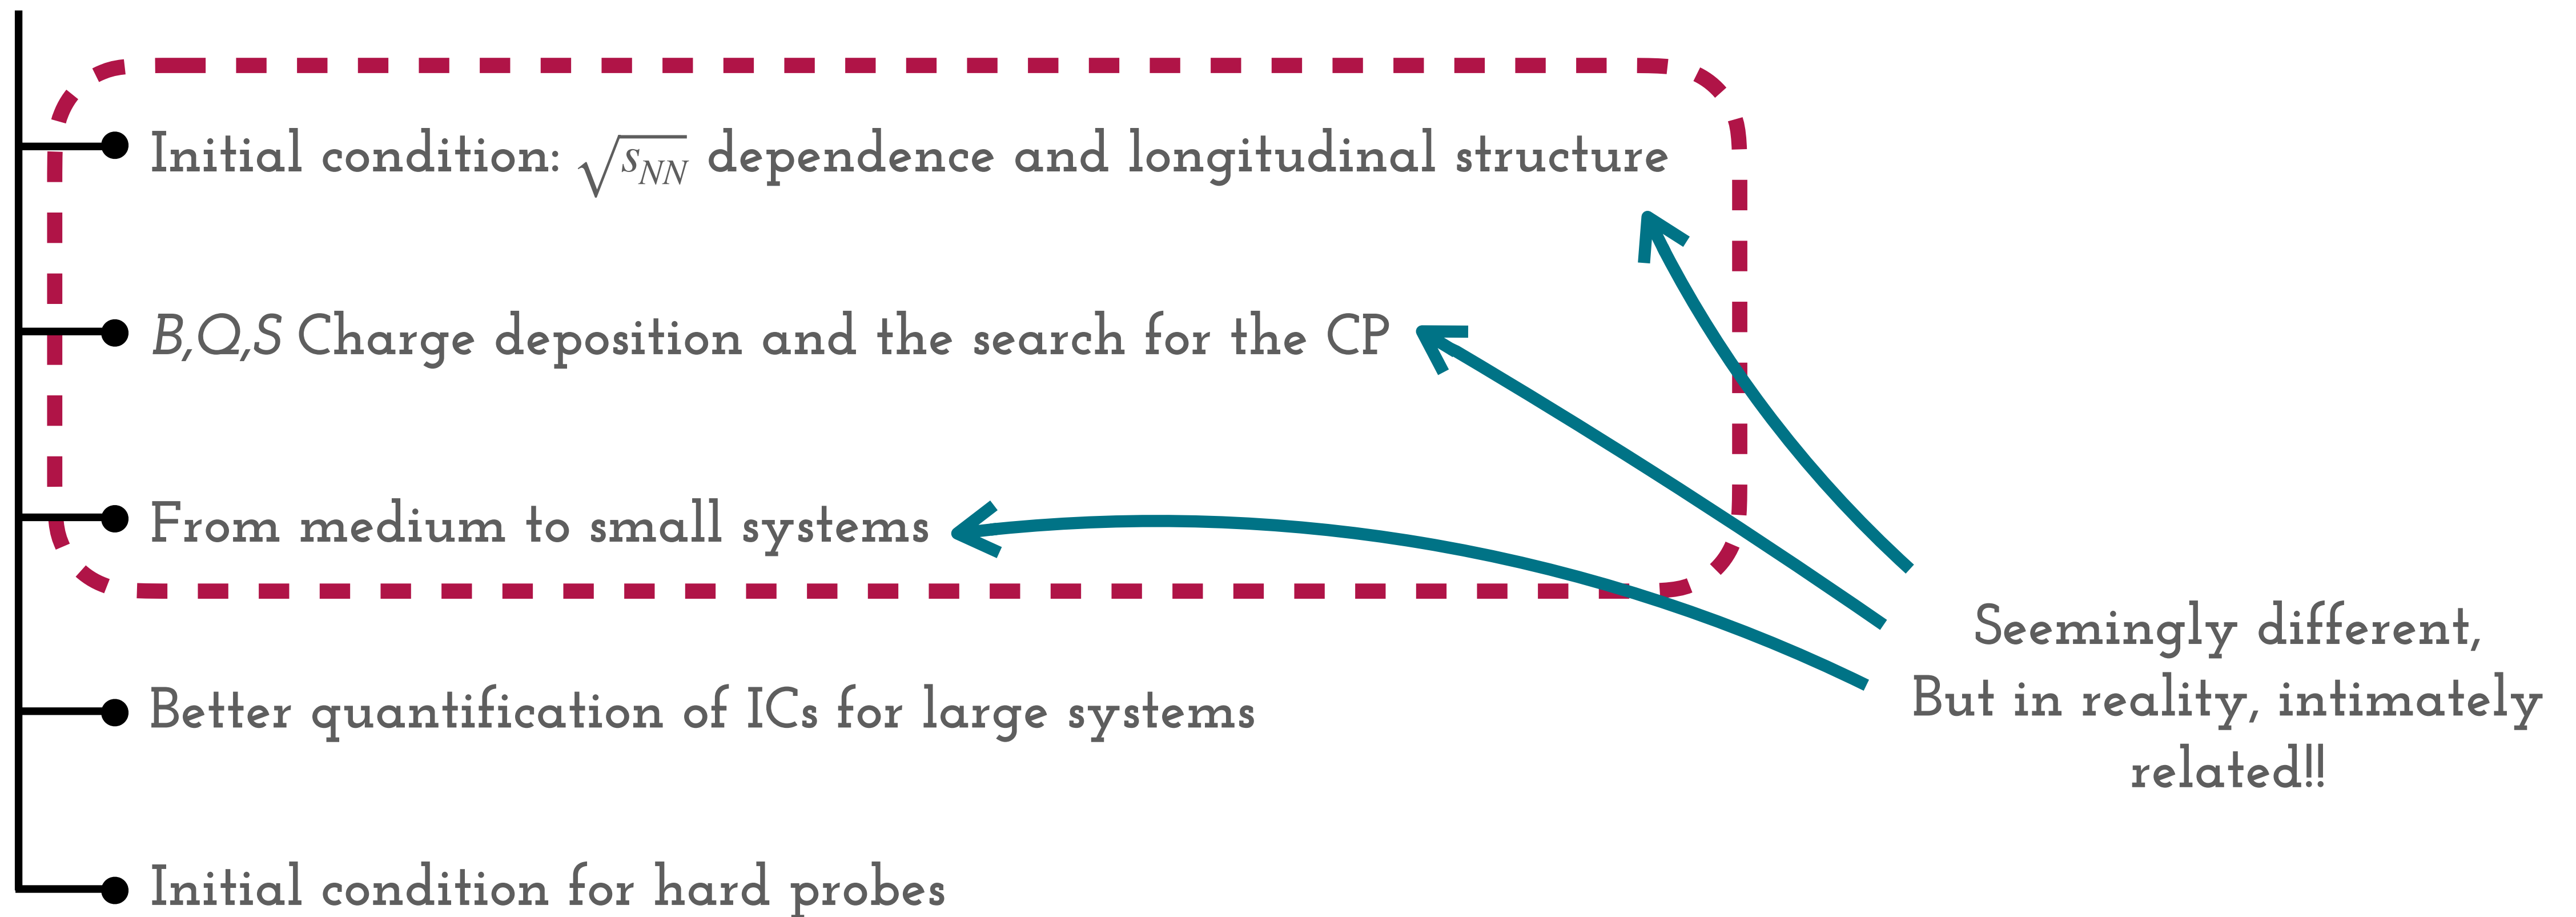 Initial condition: √s_NN dependence and longitudinal structure
B,Q,S Charge deposition and the search for the CP
From medium to small systems
Better quantification of ICs for large systems
Initial condition for hard probes
Seemingly different,
But in reality, intimately
related!!